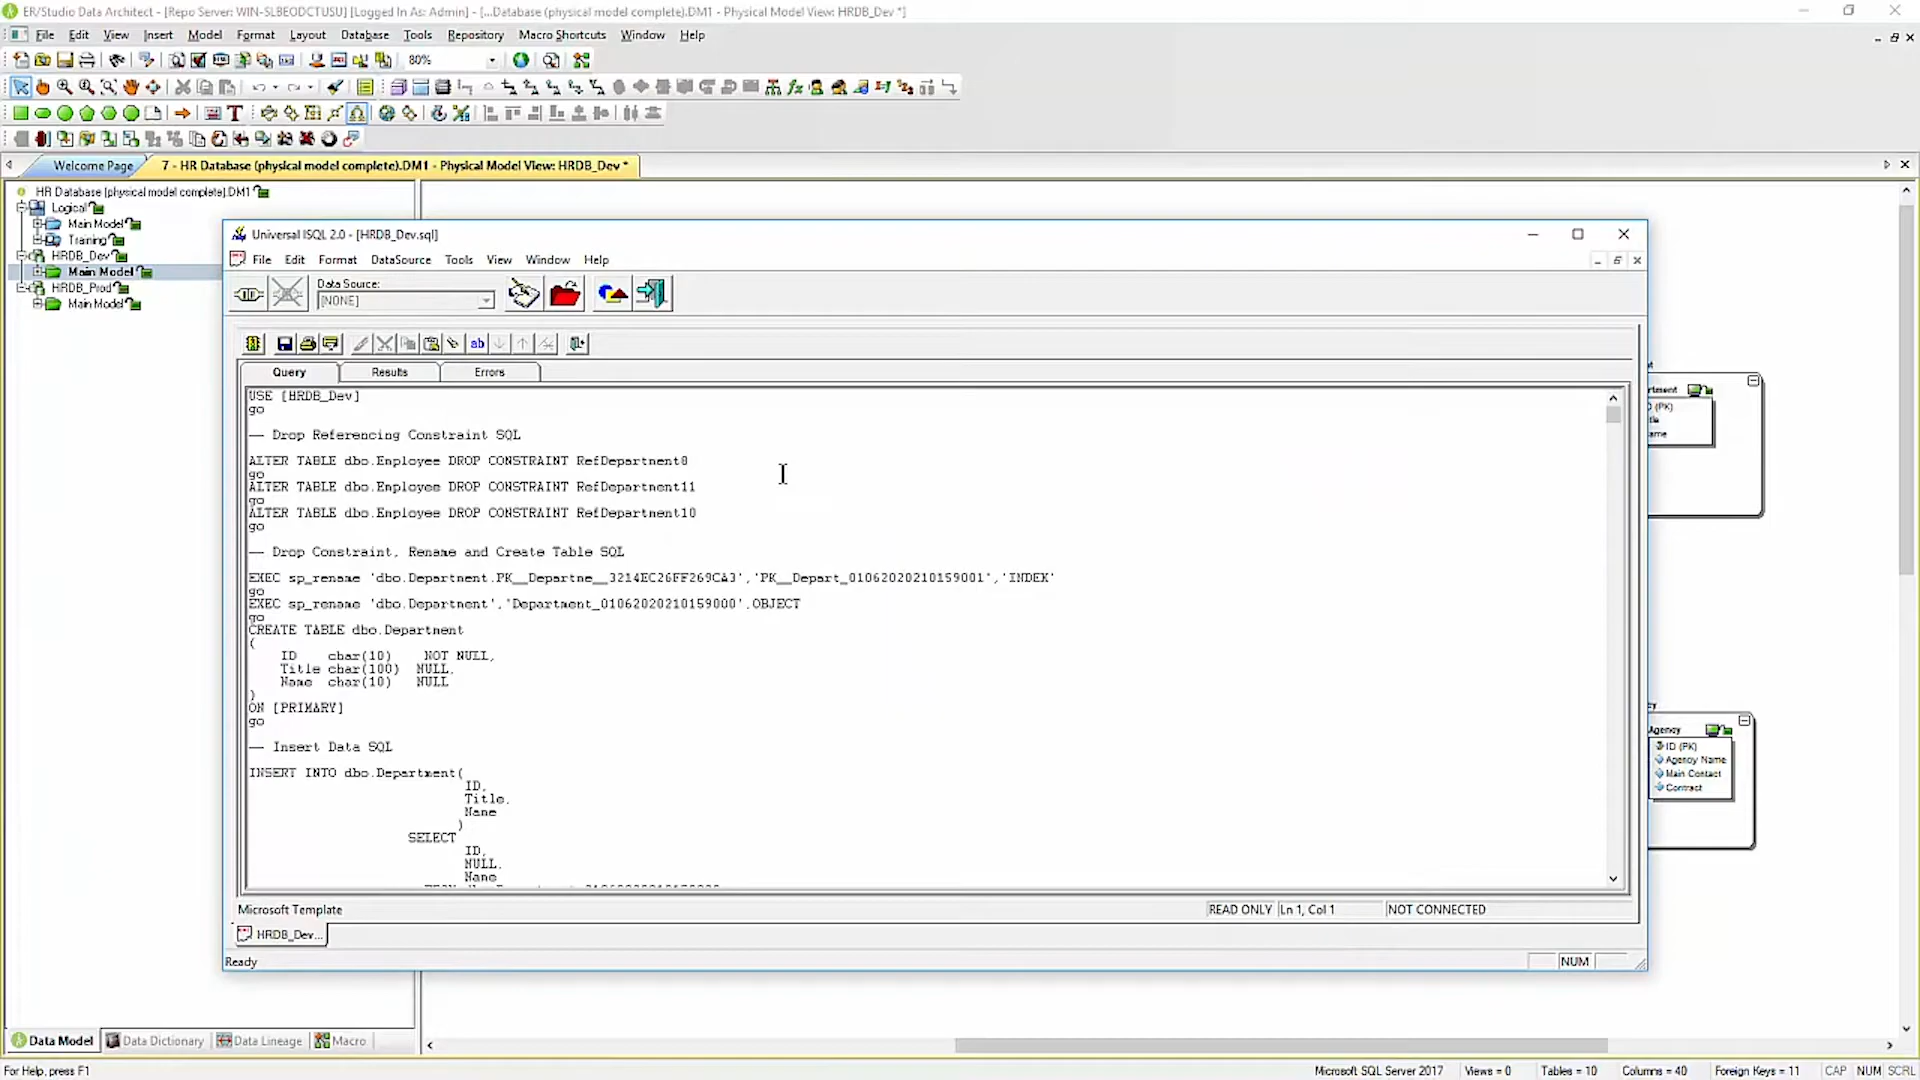 ER/Studio Data Architect - [Repo Server: WIN-SLBEODCTUSU] [Logged In As: Admin] - [...Database (physical model complete).DM1 - Physical Model View: HRDB_Dev *]
File Edit View Insert Model Format Layout Database Tools Repository Macro Shortcuts Window Help
80%
Welcome Page
7 - HR Database (physical model complete).DM1 - Physical Model View: HRDB_Dev *
HR Database (physical model complete).DM1
Logical
Main Model
Training
HRDB_Dev
Main Model
HRDB_Prod
Main Model
Universal ISQL 2.0 - [HRDB_Dev.sql]
File Edit Format DataSource Tools View Window Help
Data Source:
[NONE]
ab
Query Results Errors
USE [HRDB_Dev]
go
-- Drop Referencing Constraint SQL
ALTER TABLE dbo.Employee DROP CONSTRAINT RefDepartment8
go
ALTER TABLE dbo.Employee DROP CONSTRAINT RefDepartment11
go
ALTER TABLE dbo.Employee DROP CONSTRAINT RefDepartment10
go
-- Drop Constraint, Rename and Create Table SQL
EXEC sp_rename 'dbo.Department.PK__Departme__3214EC26FF269CA3','PK__Depart_01062020210159001','INDEX'
go
EXEC sp_rename 'dbo.Department','Department_01062020210159000',OBJECT
go
CREATE TABLE dbo.Department
(
ID char(10) NOT NULL,
Title char(100) NULL,
Name char(10) NULL
)
ON [PRIMARY]
go
-- Insert Data SQL
INSERT INTO dbo.Department(
ID,
Title,
Name
)
SELECT
ID,
NULL,
Name
Microsoft Template
READ ONLY Ln 1, Col 1 NOT CONNECTED
HRDB_Dev...
Ready
NUM
rtment
(PK)
Agency
ID (PK)
Agency Name
Main Contact
Contract
Data Model Data Dictionary Data Lineage Macro
For Help, press F1
Microsoft SQL Server 2017 Views = 0 Tables = 10 Columns = 40 Foreign Keys = 11 CAP NUM SCRL